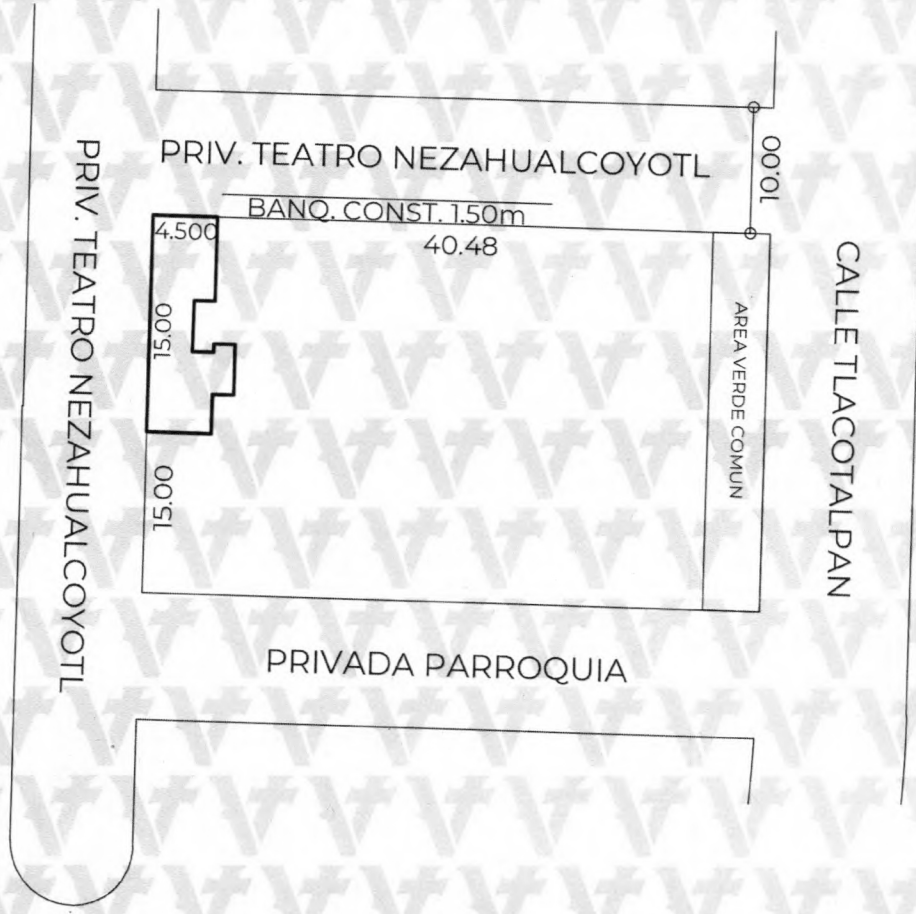 PRIV. TEATRO NEZAHUALCOYOTL
10.00
BANQ. CONST. 1.50m
4.500
40.48
PRIV. TEATRO NEZAHUALCOYOTL
15.00
AREA VERDE COMUN
CALLE TLACOTALPAN
15.00
PRIVADA PARROQUIA